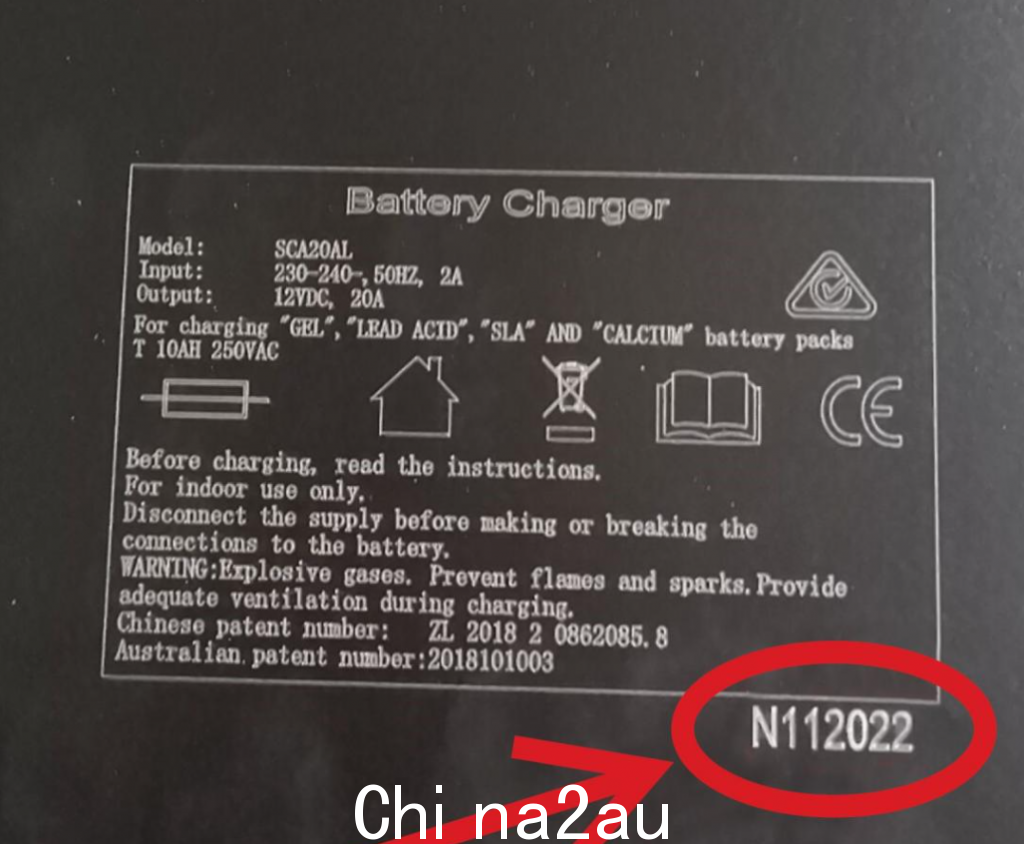 Battery Charger
Model: SCA20AL
Input: 230-240~, 50HZ, 2A
Output: 12VDC, 20A
For charging "GEL", "LEAD ACID", "SLA" AND "CALCIUM" battery packs
T 10AH 250VAC
CE
Before charging, read the instructions.
For indoor use only.
Disconnect the supply before making or breaking the
connections to the battery.
WARNING:Explosive gases. Prevent flames and sparks. Provide
adequate ventilation during charging.
Chinese patent number: ZL 2018 2 0862085.8
Australian patent number:2018101003
N112022
China2au